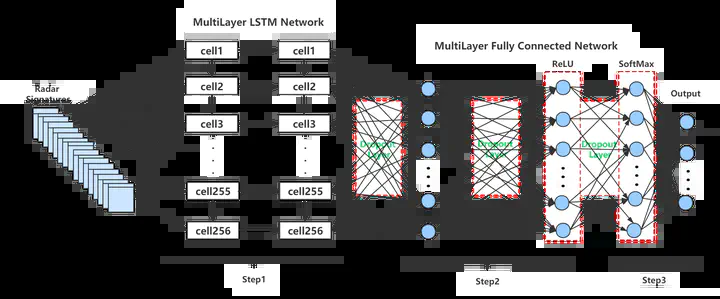 MultiLayer LSTM Network
MultiLayer Fully Connected Network
Radar
Signatures
cell1
cell2
cell3
cell255
cell256
cell1
cell2
cell3
cell255
cell256
Dropout
Layer
Dropout
Layer
ReLU
Dropout
Layer
SoftMax
Output
Step1
Step2
Step3